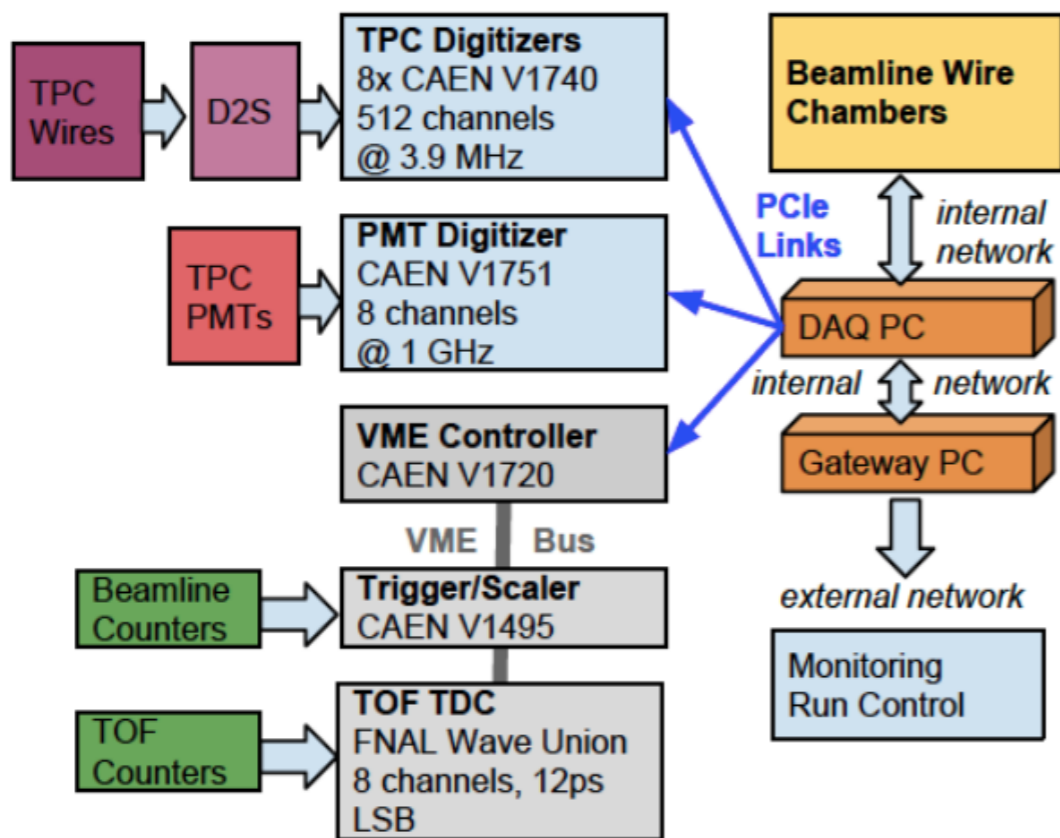 TPC
Wires
D2S
TPC Digitizers
8x CAEN V1740
512 channels
@ 3.9 MHz
Beamline Wire
Chambers
TPC
PMTs
PMT Digitizer
CAEN V1751
8 channels
@ 1 GHz
PCIe
Links
internal
network
DAQ PC
internal network
Gateway PC
VME Controller
CAEN V1720
VME Bus
Beamline
Counters
Trigger/Scaler
CAEN V1495
external network
Monitoring
Run Control
TOF
Counters
TOF TDC
FNAL Wave Union
8 channels, 12ps
LSB